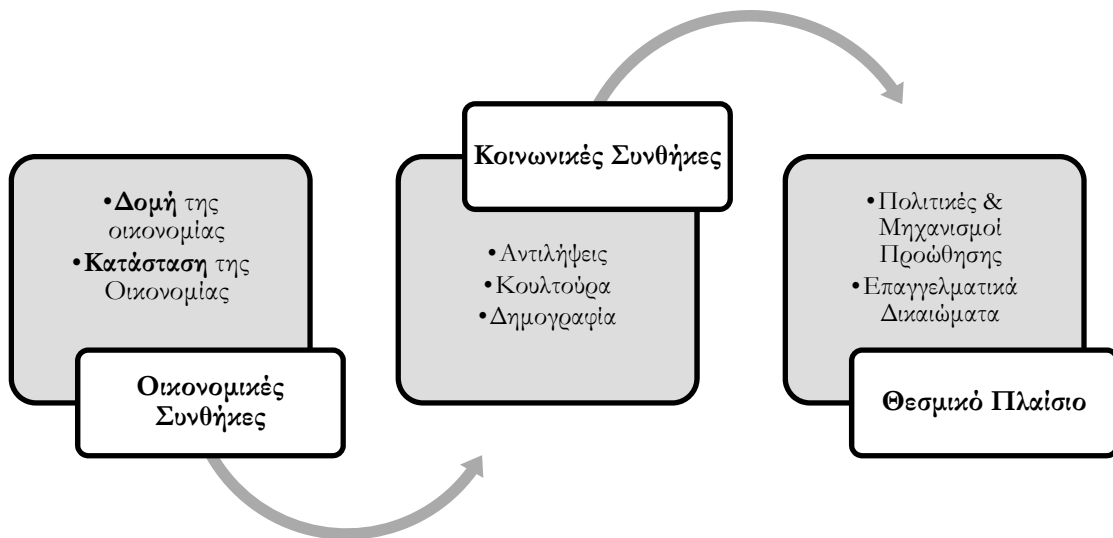 •Δομή της
οικονομίας
•Κατάσταση της
Οικονομίας
Οικονομικές
Συνθήκες
Κοινωνικές Συνθήκες
•Αντιλήψεις
•Κουλτούρα
•Δημογραφία
•Πολιτικές &
Μηχανισμοί
Προώθησης
•Επαγγελματικά
Δικαιώματα
Θεσμικό Πλαίσιο